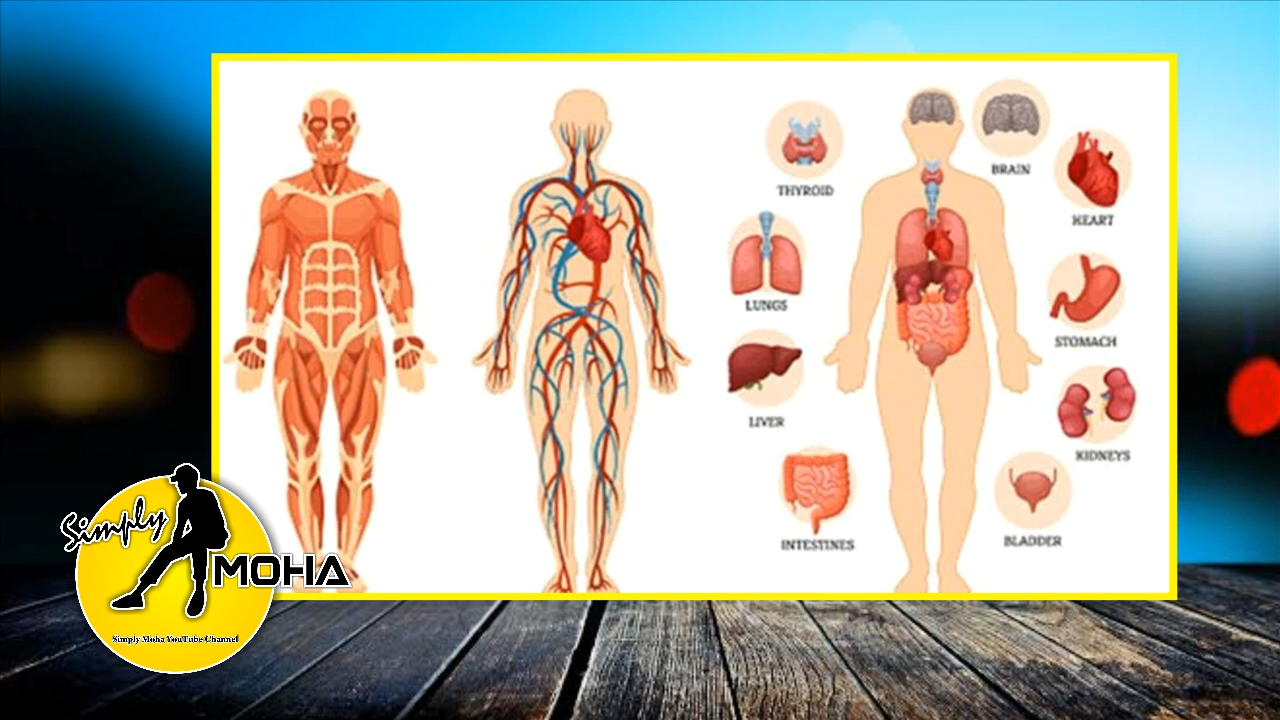 THYROID
BRAIN
HEART
LUNGS
STOMACH
LIVER
KIDNEYS
INTESTINES
BLADDER
Simply
MOHA
Simply Moha YouTube Channel